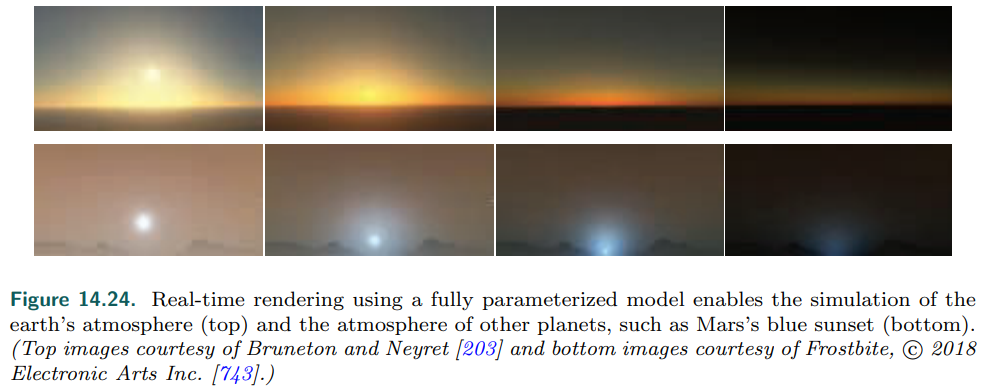 Figure 14.24. Real-time rendering using a fully parameterized model enables the simulation of the
earth's atmosphere (top) and the atmosphere of other planets, such as Mars's blue sunset (bottom).
(Top images courtesy of Bruneton and Neyret [203] and bottom images courtesy of Frostbite, © 2018
Electronic Arts Inc. [743].)